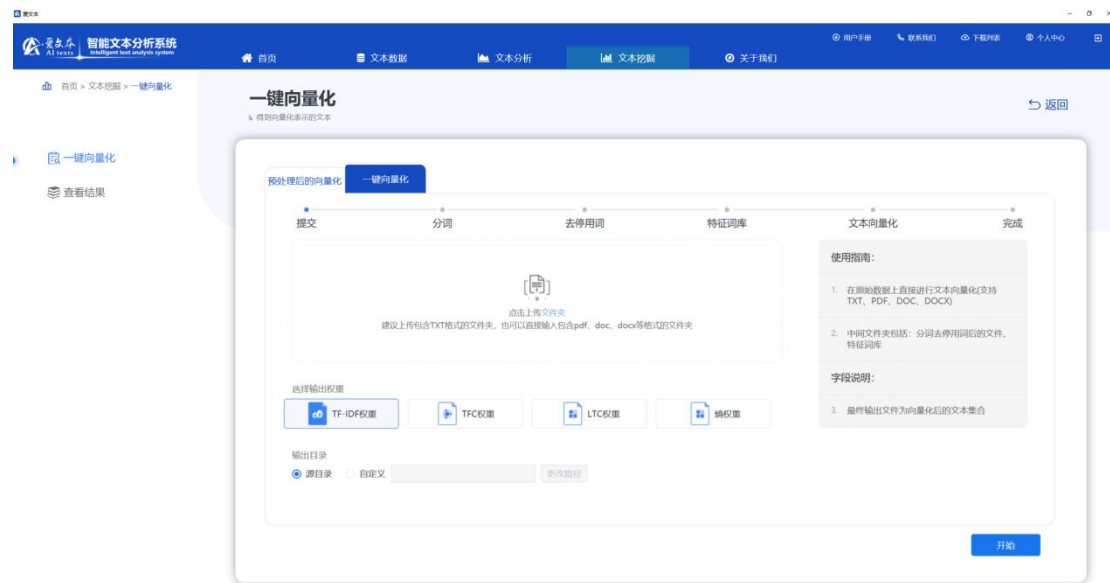 爱文本
爱文本
AI texts
智能文本分析系统
Intelligent text analysis system
用户手册
联系我们
下载列表
个人中心
首页
文本数据
文本分析
文本挖掘
关于我们
首页 > 文本挖掘 > 一键向量化
一键向量化
得到向量化表示的文本
返回
一键向量化
查看结果
预处理后的向量化
一键向量化
提交
分词
去停用词
特征词库
文本向量化
完成
点击上传文件夹
建议上传包含TXT格式的文件夹，也可以直接输入包含pdf、doc、docx等格式的文件夹
使用指南:
1. 在原始数据上直接进行文本向量化(支持
TXT、PDF、DOC、DOCX)
2. 中间文件夹包括：分词去停用词后的文件、
特征词库
字段说明:
3. 最终输出文件为向量化后的文本集合
选择输出权重
TF-IDF权重
TFC权重
LTC权重
熵权重
输出目录
源目录
自定义
更改路径
开始